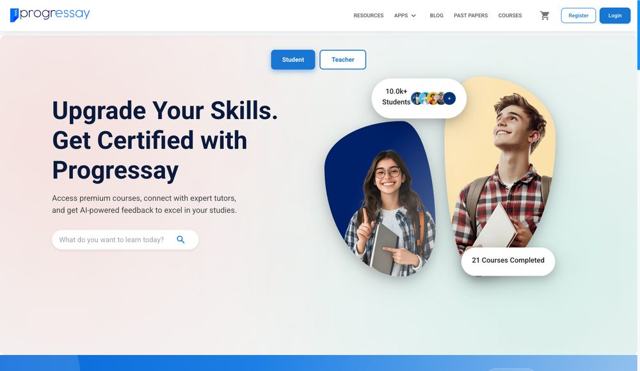 progressay
RESOURCES APPS BLOG PAST PAPERS COURSES Register Login
Student Teacher
10.0k+
Students
+
Upgrade Your Skills.
Get Certified with
Progressay
Access premium courses, connect with expert tutors,
and get AI-powered feedback to excel in your studies.
What do you want to learn today?
21 Courses Completed